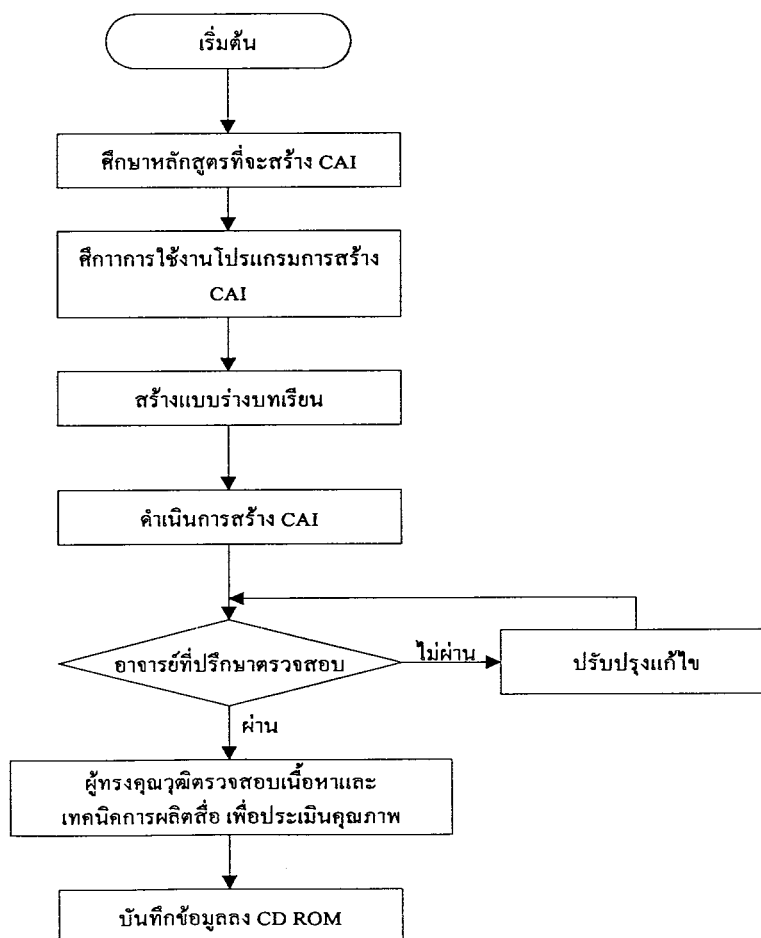 เริ่มต้น
ศึกษาหลักสูตรที่จะสร้าง CAI
ศึกาาการใช้งานโปรแกรมการสร้าง
CAI
สร้างแบบร่างบทเรียน
ดำเนินการสร้าง CAI
อาจารย์ที่ปรึกษาตรวจสอบ
ไม่ผ่าน
ปรับปรุงแก้ไข
ผ่าน
ผู้ทรงคุณวุฒิตรวจสอบเนื้อหาและ
เทคนิคการผลิตสื่อ เพื่อประเมินคุณภาพ
บันทึกข้อมูลลง CD ROM